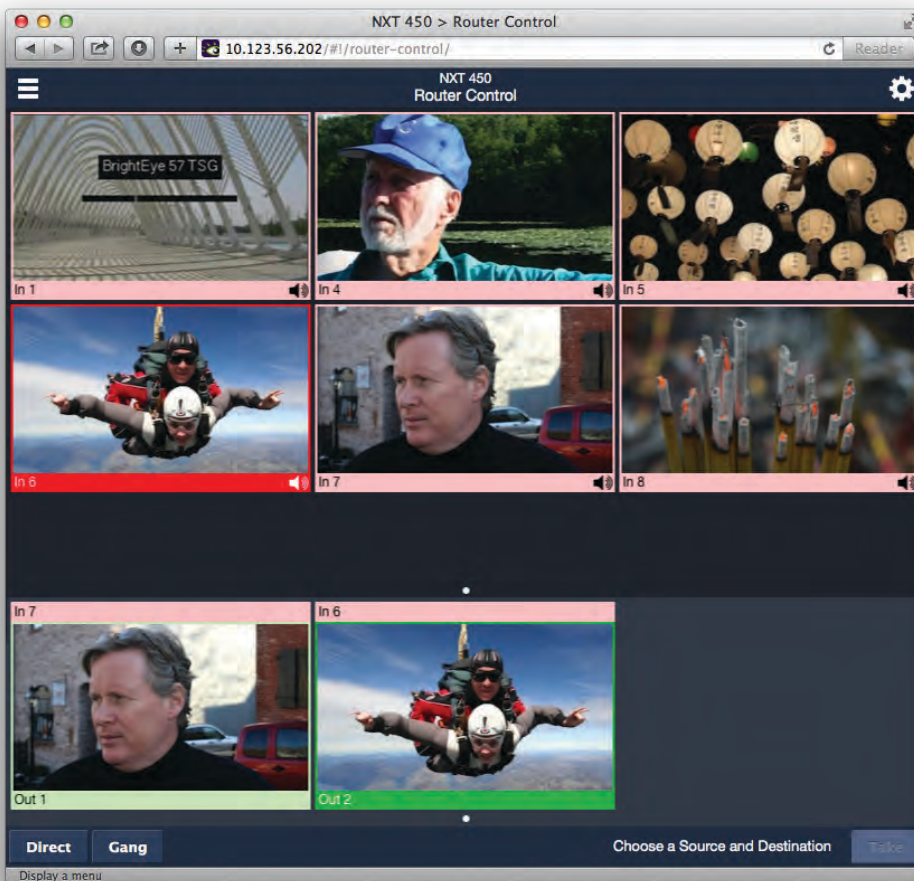 NXT 450 > Router Control
10.123.56.202/#!/router-control/
Reader
NXT 450
Router Control
BrightEye 57 TSG
In 1
In 4
In 5
In 6
In 7
In 8
In 7
In 6
Out 1
Out 2
Direct
Gang
Choose a Source and Destination
Take
Display a menu